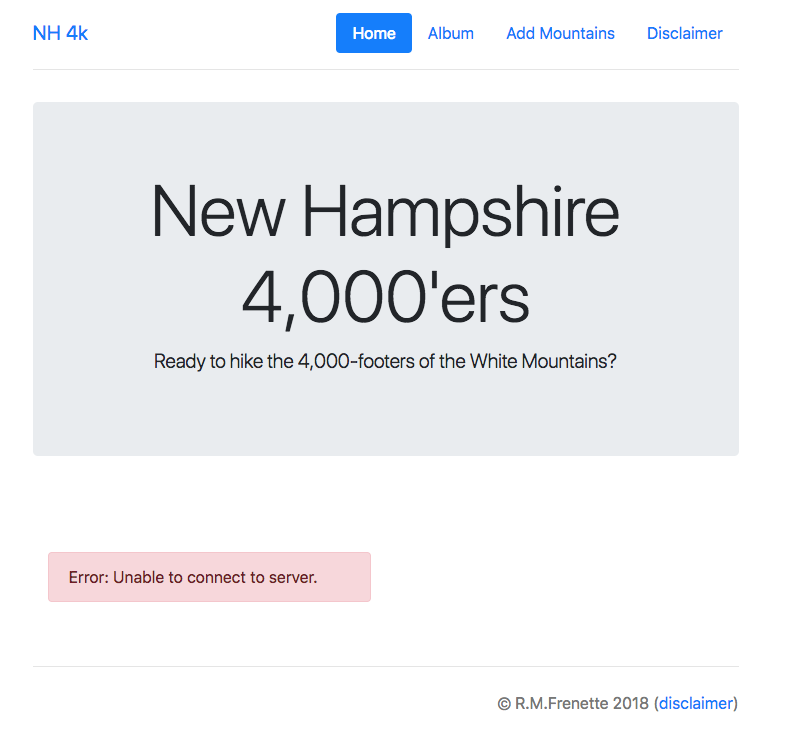 NH 4k Home Album Add Mountains Disclaimer
New Hampshire
4,000'ers
Ready to hike the 4,000-footers of the White Mountains?
Error: Unable to connect to server.
© R.M.Frenette 2018 (disclaimer)